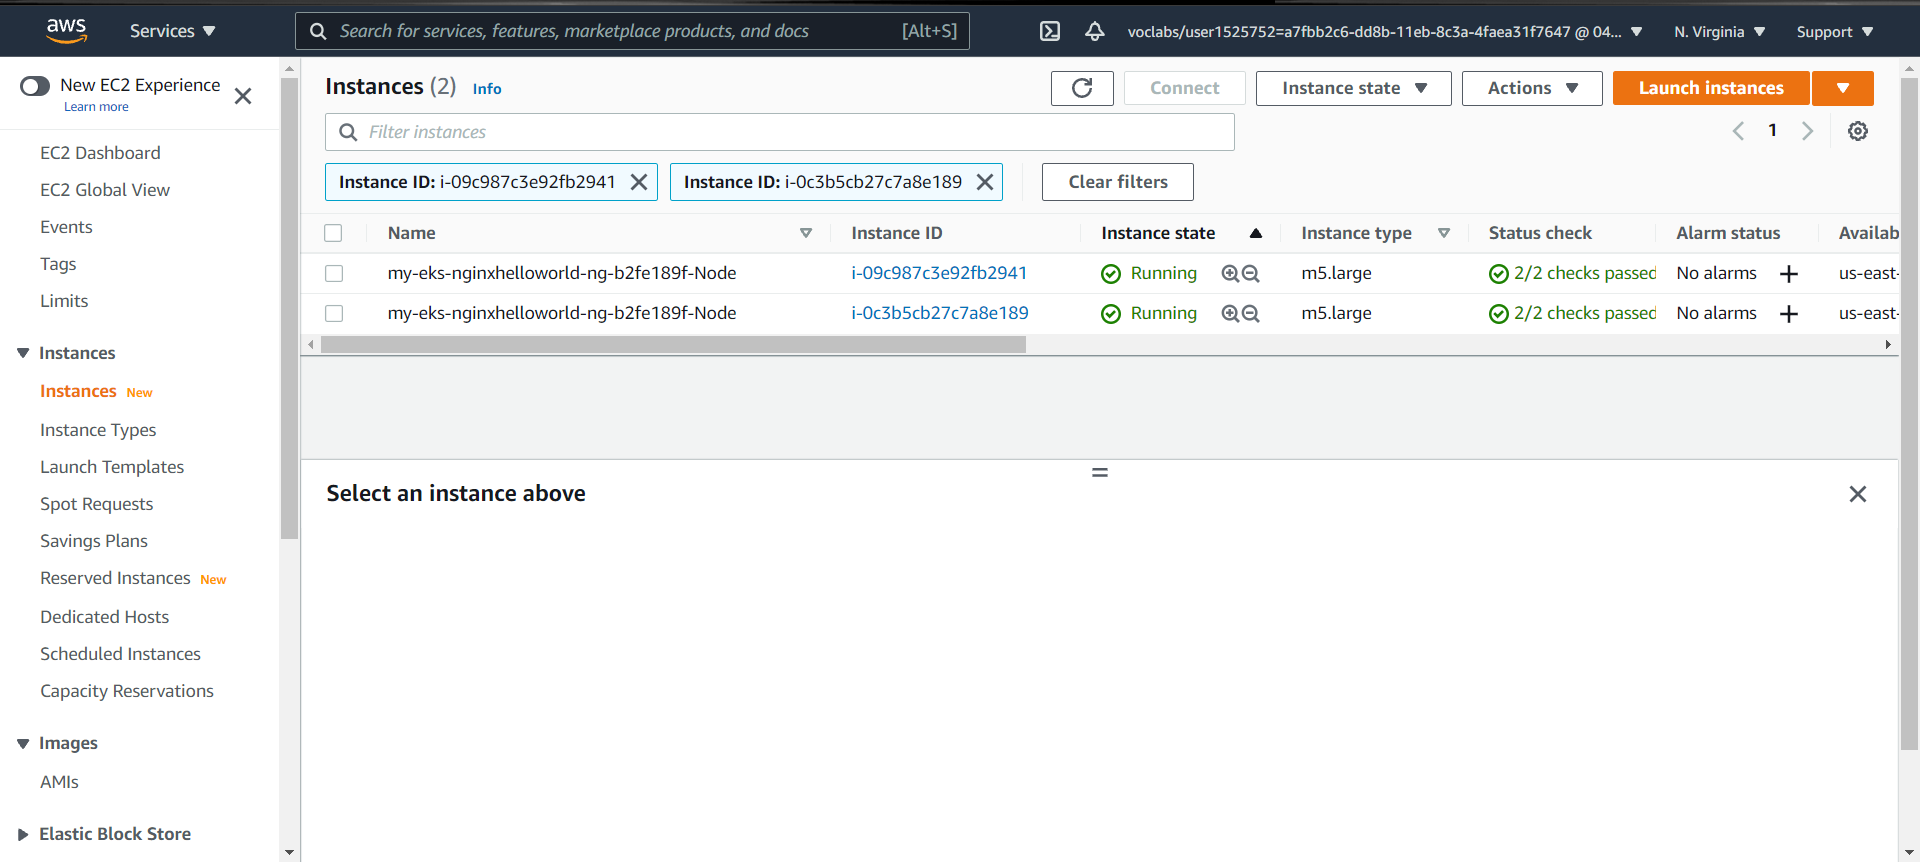 aws
Services
Search for services, features, marketplace products, and docs [Alt+S]
voclabs/user1525752=a7fbb2c6-dd8b-11eb-8c3a-4faea31f7647 @ 04...
N. Virginia
Support
New EC2 Experience
Learn more
EC2 Dashboard
EC2 Global View
Events
Tags
Limits
Instances
Instances New
Instance Types
Launch Templates
Spot Requests
Savings Plans
Reserved Instances New
Dedicated Hosts
Scheduled Instances
Capacity Reservations
Images
AMIs
Elastic Block Store
Instances (2) Info
Connect
Instance state
Actions
Launch instances
Filter instances
1
Instance ID: i-09c987c3e92fb2941
Instance ID: i-0c3b5cb27c7a8e189
Clear filters
Name Instance ID Instance state Instance type Status check Alarm status Availab
my-eks-nginxhelloworld-ng-b2fe189f-Node i-09c987c3e92fb2941 Running m5.large 2/2 checks passed No alarms us-east-
my-eks-nginxhelloworld-ng-b2fe189f-Node i-0c3b5cb27c7a8e189 Running m5.large 2/2 checks passed No alarms us-east-
Select an instance above